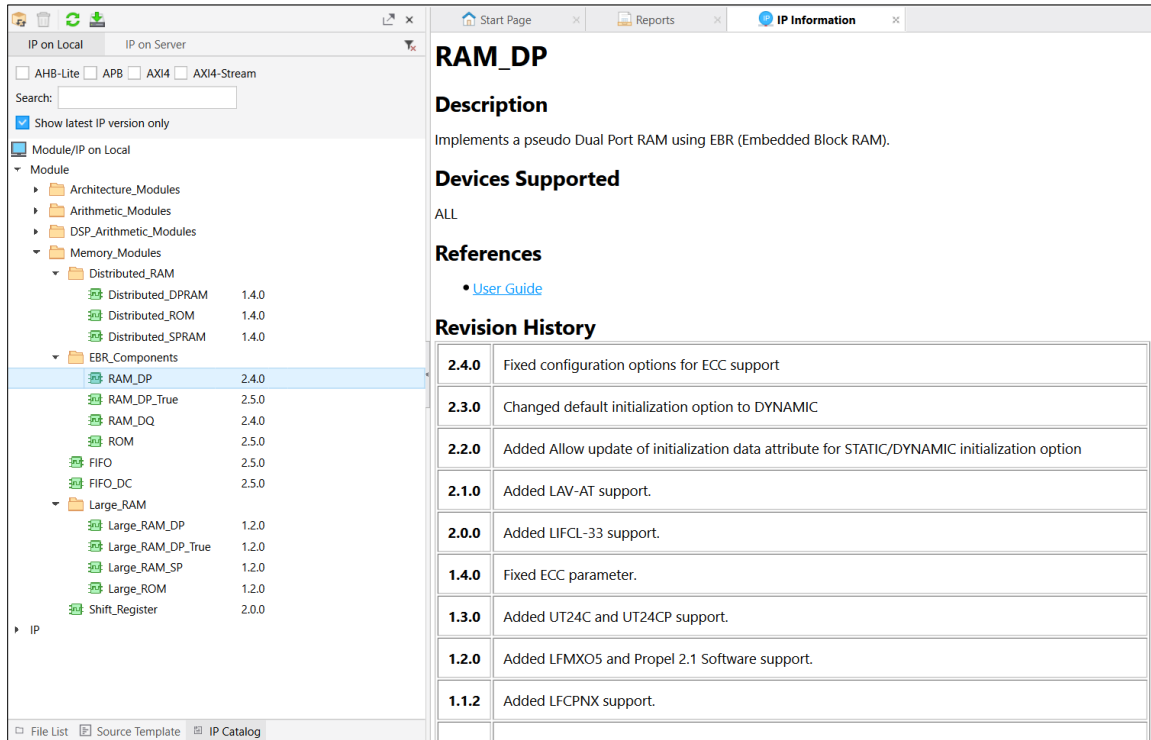 Start Page
Reports
IP Information
IP on Local
IP on Server
AHB-Lite
APB
AXI4
AXI4-Stream
Search:
Show latest IP version only
Module/IP on Local
Module
Architecture_Modules
Arithmetic_Modules
DSP_Arithmetic_Modules
Memory_Modules
Distributed_RAM
Distributed_DPRAM 1.4.0
Distributed_ROM 1.4.0
Distributed_SPRAM 1.4.0
EBR_Components
RAM_DP 2.4.0
RAM_DP_True 2.5.0
RAM_DQ 2.4.0
ROM 2.5.0
FIFO 2.5.0
FIFO_DC 2.5.0
Large_RAM
Large_RAM_DP 1.2.0
Large_RAM_DP_True 1.2.0
Large_RAM_SP 1.2.0
Large_ROM 1.2.0
Shift_Register 2.0.0
IP
File List
Source Template
IP Catalog
RAM_DP
Description
Implements a pseudo Dual Port RAM using EBR (Embedded Block RAM).
Devices Supported
ALL
References
User Guide
Revision History
2.4.0 Fixed configuration options for ECC support
2.3.0 Changed default initialization option to DYNAMIC
2.2.0 Added Allow update of initialization data attribute for STATIC/DYNAMIC initialization option
2.1.0 Added LAV-AT support.
2.0.0 Added LIFCL-33 support.
1.4.0 Fixed ECC parameter.
1.3.0 Added UT24C and UT24CP support.
1.2.0 Added LFMXO5 and Propel 2.1 Software support.
1.1.2 Added LFCPNX support.